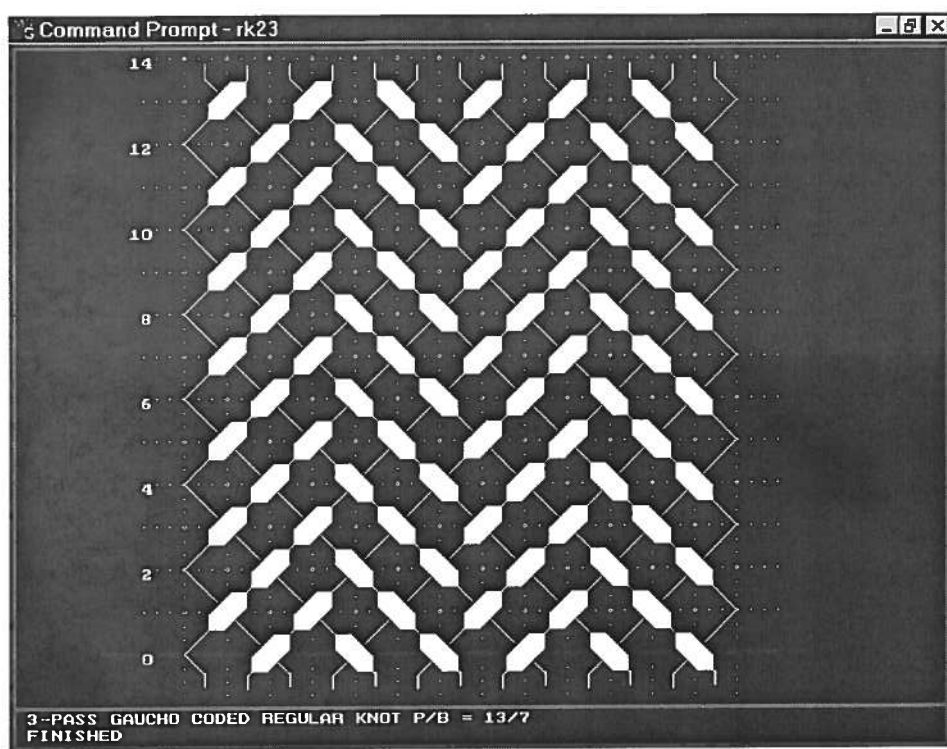 Command Prompt - rk23
14
12
10
8
6
4
2
0
3-PASS GAUCHO CODED REGULAR KNOT P/B = 13/7
FINISHED